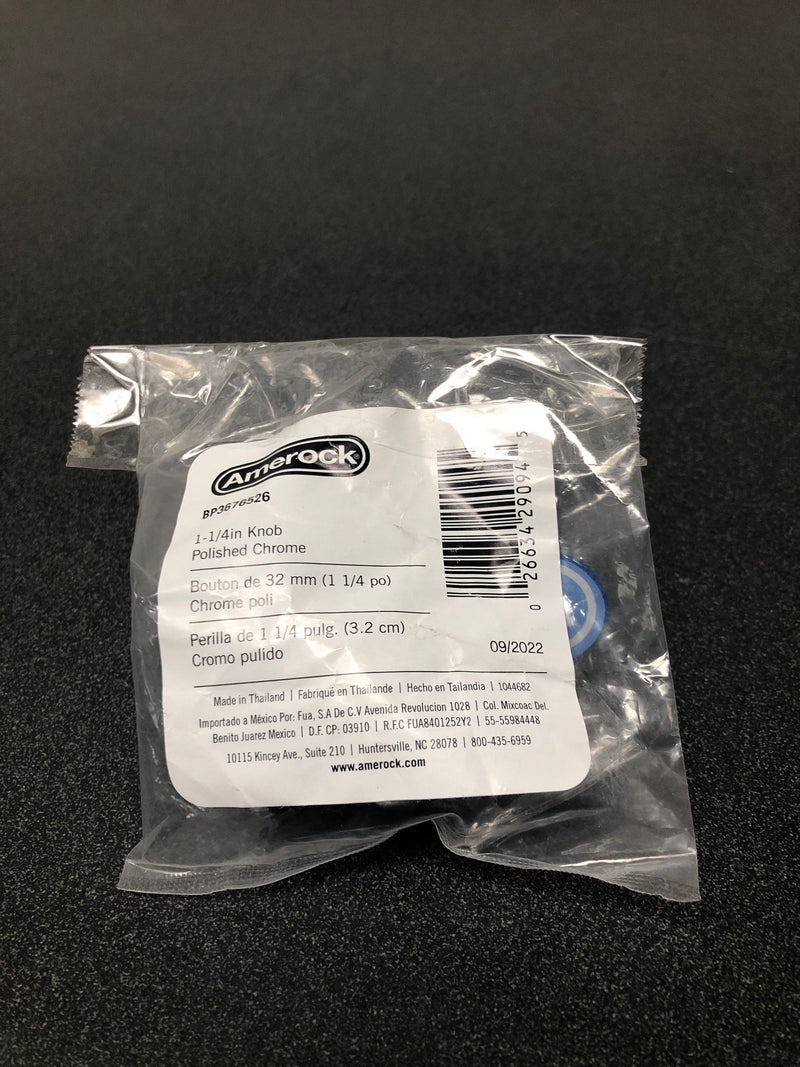 Amerock®
BP3676526
1-1/4in Knob
Polished Chrome
Bouton de 32 mm (1 1/4 po)
Chrome poli
Perilla de 1 1/4 pulg. (3.2 cm)
Cromo pulido
0 26634 29094 5
09/2022
Made in Thailand | Fabriqué en Thaïlande | Hecho en Tailandia | 1044682
Importado a México Por: Fua, S.A De C.V Avenida Revolucion 1028 | Col. Mixcoac Del.
Benito Juarez Mexico | D.F. CP: 03910 | R.F.C FUA8401252Y2 | 55-55984448
10115 Kincey Ave., Suite 210 | Huntersville, NC 28078 | 800-435-6959
www.amerock.com